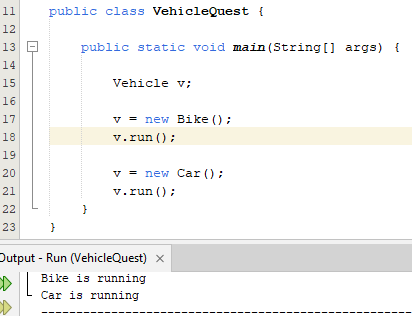 11 public class VehicleQuest {
12
13 public static void main(String[] args) {
14
15 Vehicle v;
16
17 v = new Bike();
18 v.run();
19
20 v = new Car();
21 v.run();
22 }
23 }
Output - Run (VehicleQuest) ×
Bike is running
Car is running
------------------------------------------------------------------------